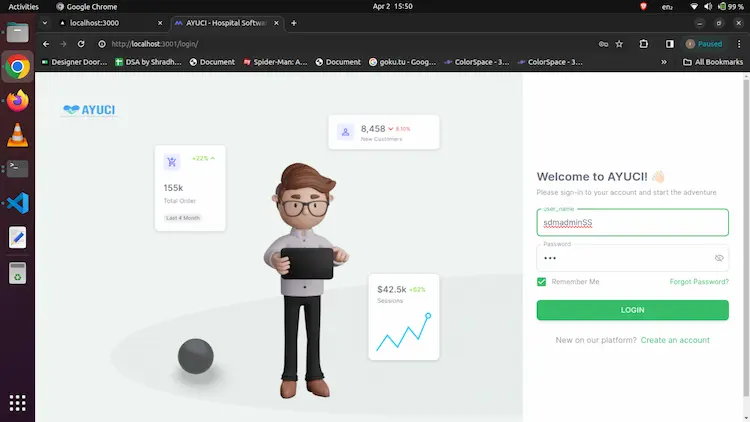 Activities Google Chrome Apr 2 15:50 en₂ 99 %
localhost:3000 AYUCI - Hospital Softwar
http://localhost:3001/login/ Paused
Designer Door... DSA by Shradh... Document Spider-Man: A... Document goku.tu - Goog... ColorSpace - 3... ColorSpace - 3... » All Bookmarks
AYUCI
8,458 8.10%
New Customers
+22%
155k
Total Order
Last 4 Month
$42.5k +62%
Sessions
Welcome to AYUCI! 👋🏻
Please sign-in to your account and start the adventure
user_name
sdmadminSS
Password
•••
Remember Me Forgot Password?
LOGIN
New on our platform? Create an account